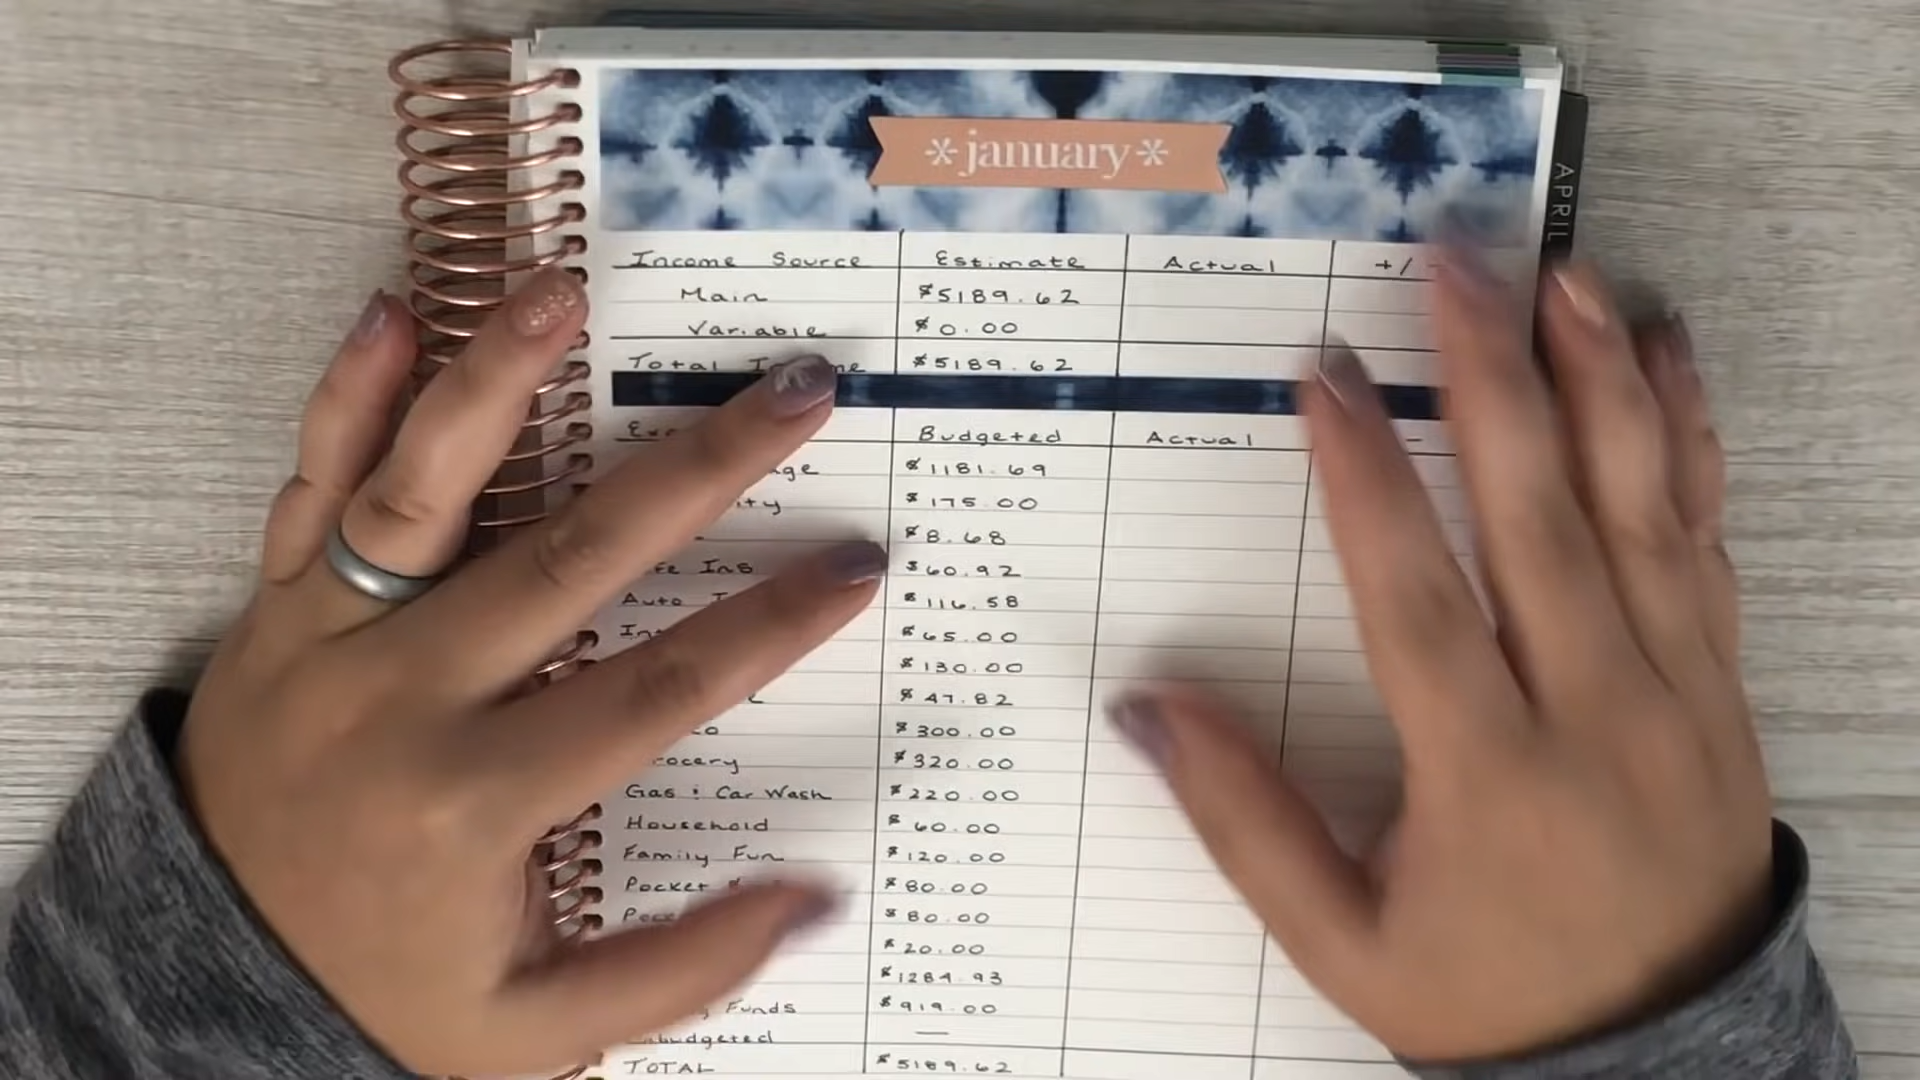 *january*
APRIL
Income Source Estimate Actual + /
Main $5189.62
Variable $0.00
Total $5189.62
Budgeted Actual -
$1181.69
$175.00
$8.68
Ins $60.92
Auto $116.58
$65.00
$130.00
$47.82
$300.00
$320.00
Gas & Car Wash $220.00
Household $60.00
Family Fun $120.00
Pocket $80.00
$80.00
$20.00
$1284.93
Funds $919.00
—
TOTAL $5189.62